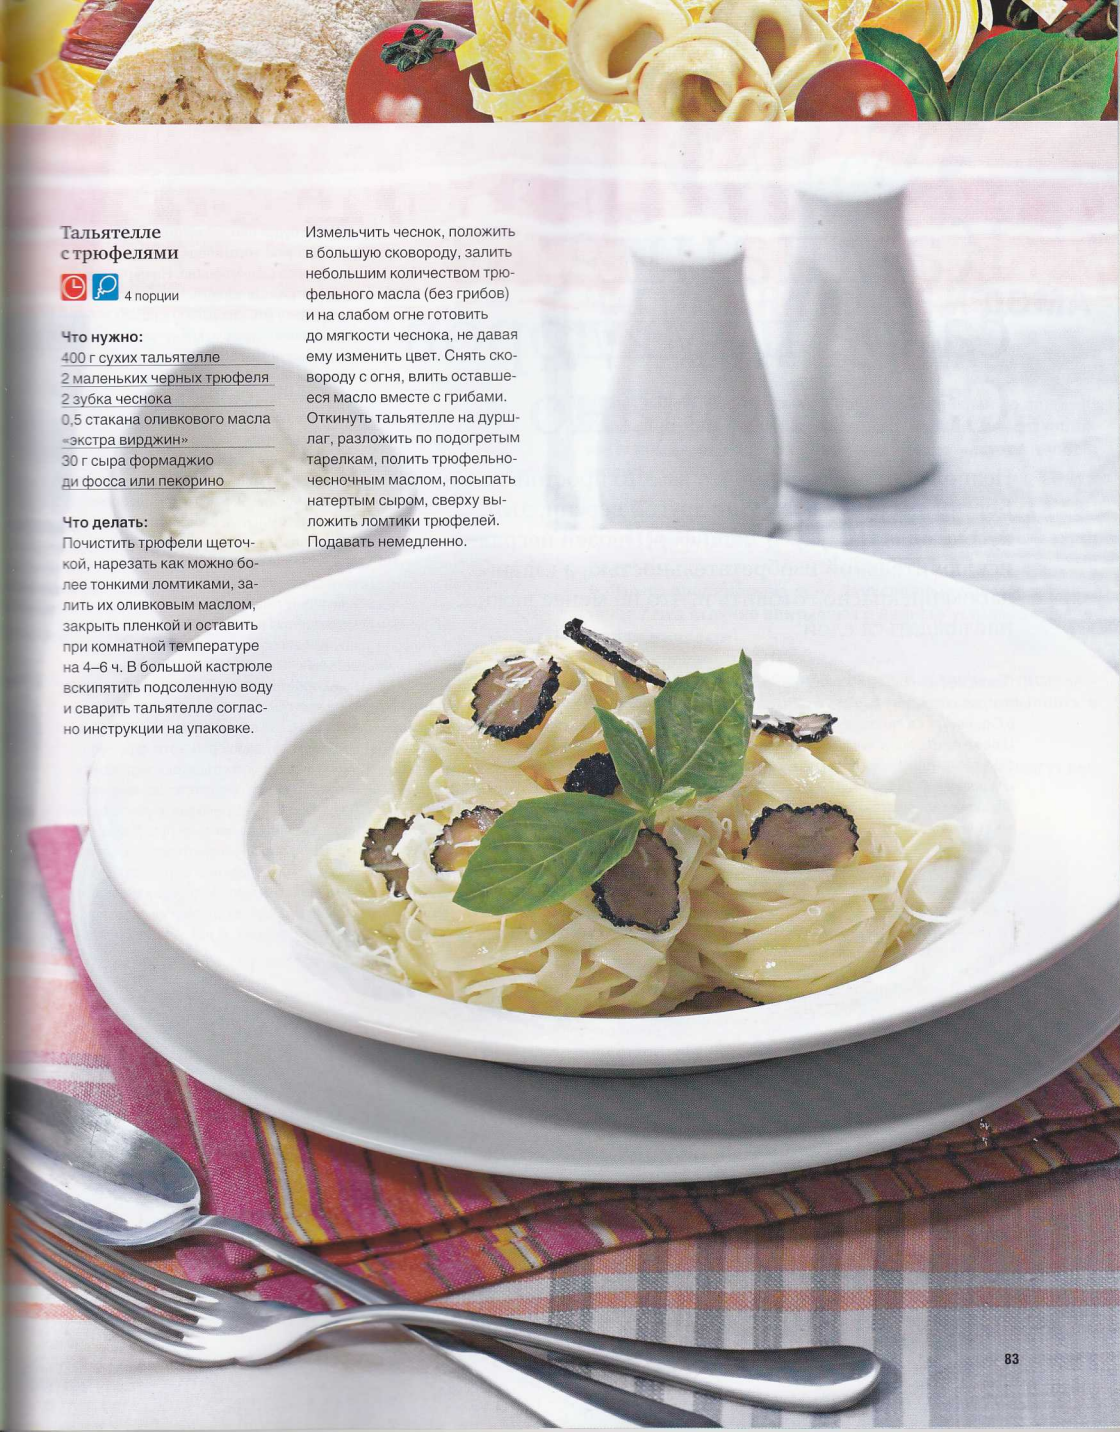 Тальятелле
с трюфелями
4 порции
Что нужно:
400 г сухих тальятелле
2 маленьких черных трюфеля
2 зубка чеснока
0,5 стакана оливкового масла
«экстра вирджин»
30 г сыра формаджио
ди фосса или пекорино
Что делать:
Почистить трюфели щеточ-
кой, нарезать как можно бо-
лее тонкими ломтиками, за-
лить их оливковым маслом,
закрыть пленкой и оставить
при комнатной температуре
на 4–6 ч. В большой кастрюле
вскипятить подсоленную воду
и сварить тальятелле соглас-
но инструкции на упаковке.
Измельчить чеснок, положить
в большую сковороду, залить
небольшим количеством трю-
фельного масла (без грибов)
и на слабом огне готовить
до мягкости чеснока, не давая
ему изменить цвет. Снять ско-
вороду с огня, влить оставше-
еся масло вместе с грибами.
Откинуть тальятелле на дурш-
лаг, разложить по подогретым
тарелкам, полить трюфельно-
чесночным маслом, посыпать
натертым сыром, сверху вы-
ложить ломтики трюфелей.
Подавать немедленно.
83